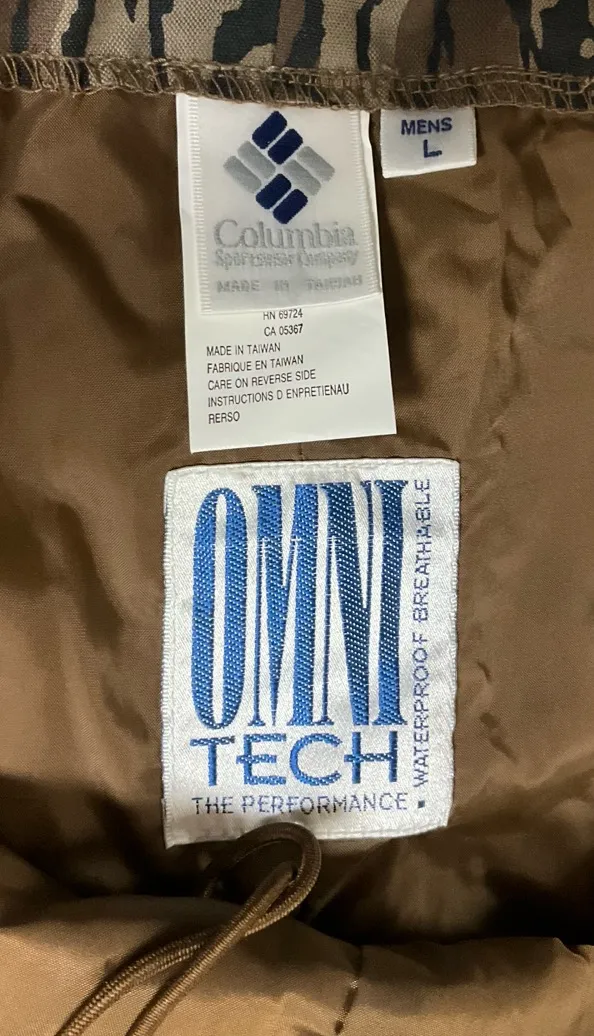 Columbia
Sportswear Company
MADE IN TAIWAN
MENS
L
RN 69724
CA 05367
MADE IN TAIWAN
FABRIQUE EN TAIWAN
CARE ON REVERSE SIDE
INSTRUCTIONS D ENPRETIENAU
RERSO
OMNI
TECH
THE PERFORMANCE •
WATERPROOF BREATHABLE